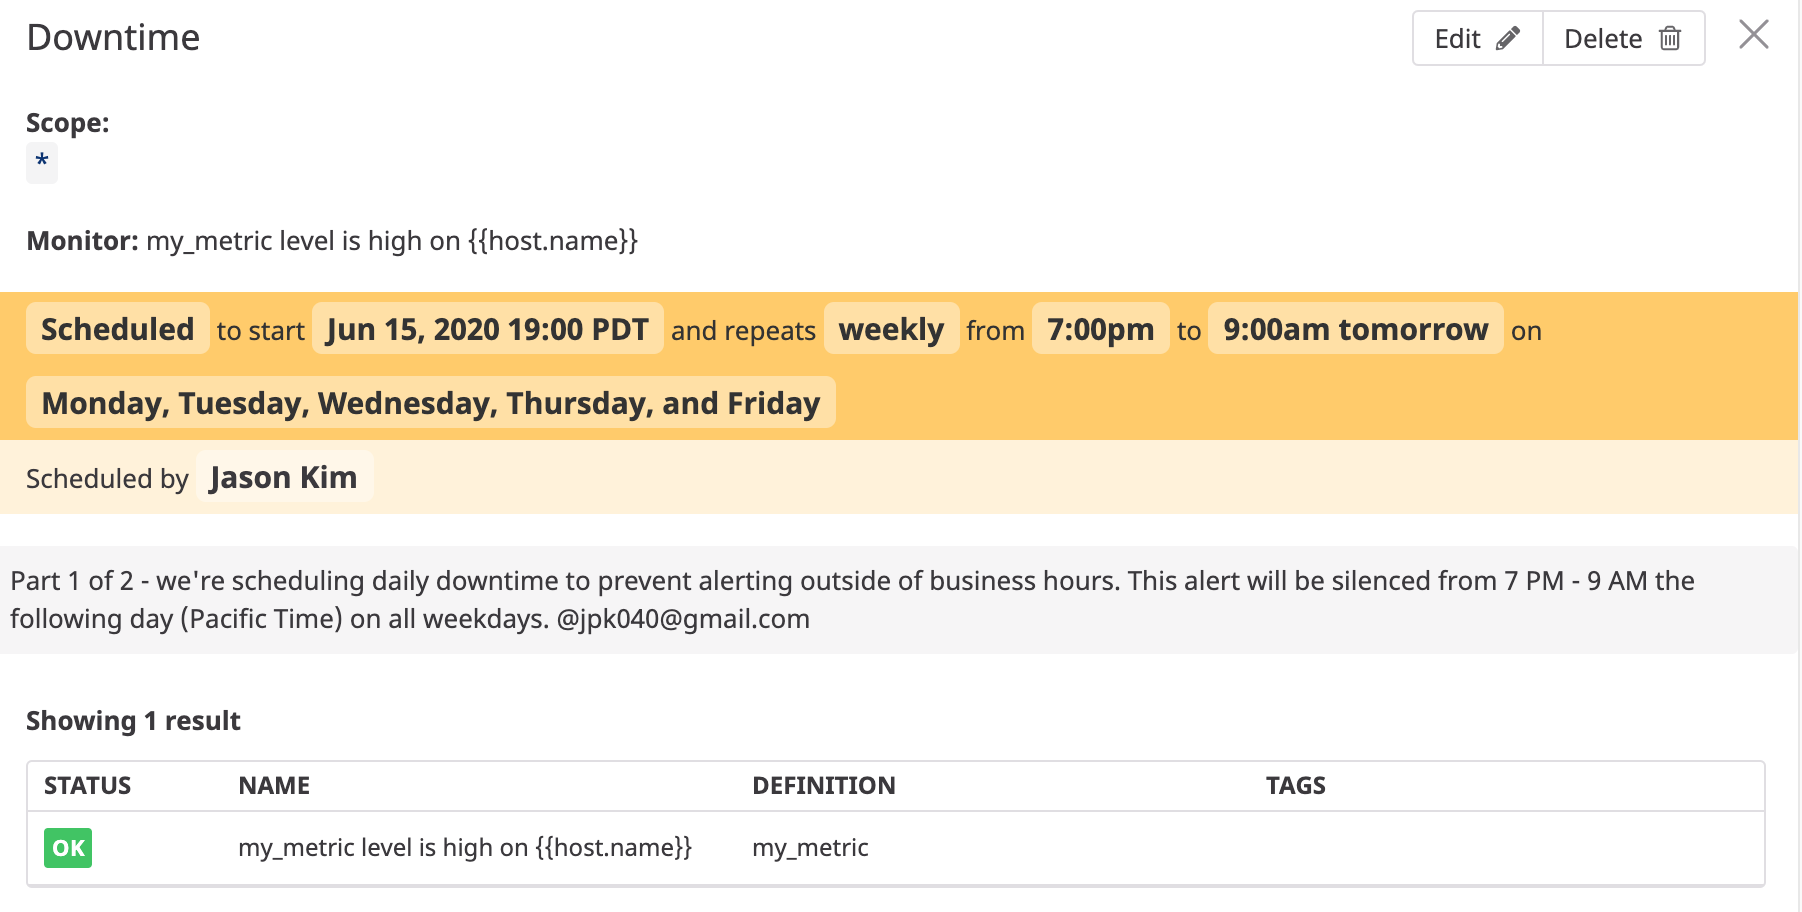 Downtime
Edit
Delete
Scope:
*
Monitor: my_metric level is high on {{host.name}}
Scheduled to start Jun 15, 2020 19:00 PDT and repeats weekly from 7:00pm to 9:00am tomorrow on
Monday, Tuesday, Wednesday, Thursday, and Friday
Scheduled by Jason Kim
Part 1 of 2 - we're scheduling daily downtime to prevent alerting outside of business hours. This alert will be silenced from 7 PM - 9 AM the
following day (Pacific Time) on all weekdays. @jpk040@gmail.com
Showing 1 result
STATUS NAME DEFINITION TAGS
OK my_metric level is high on {{host.name}} my_metric